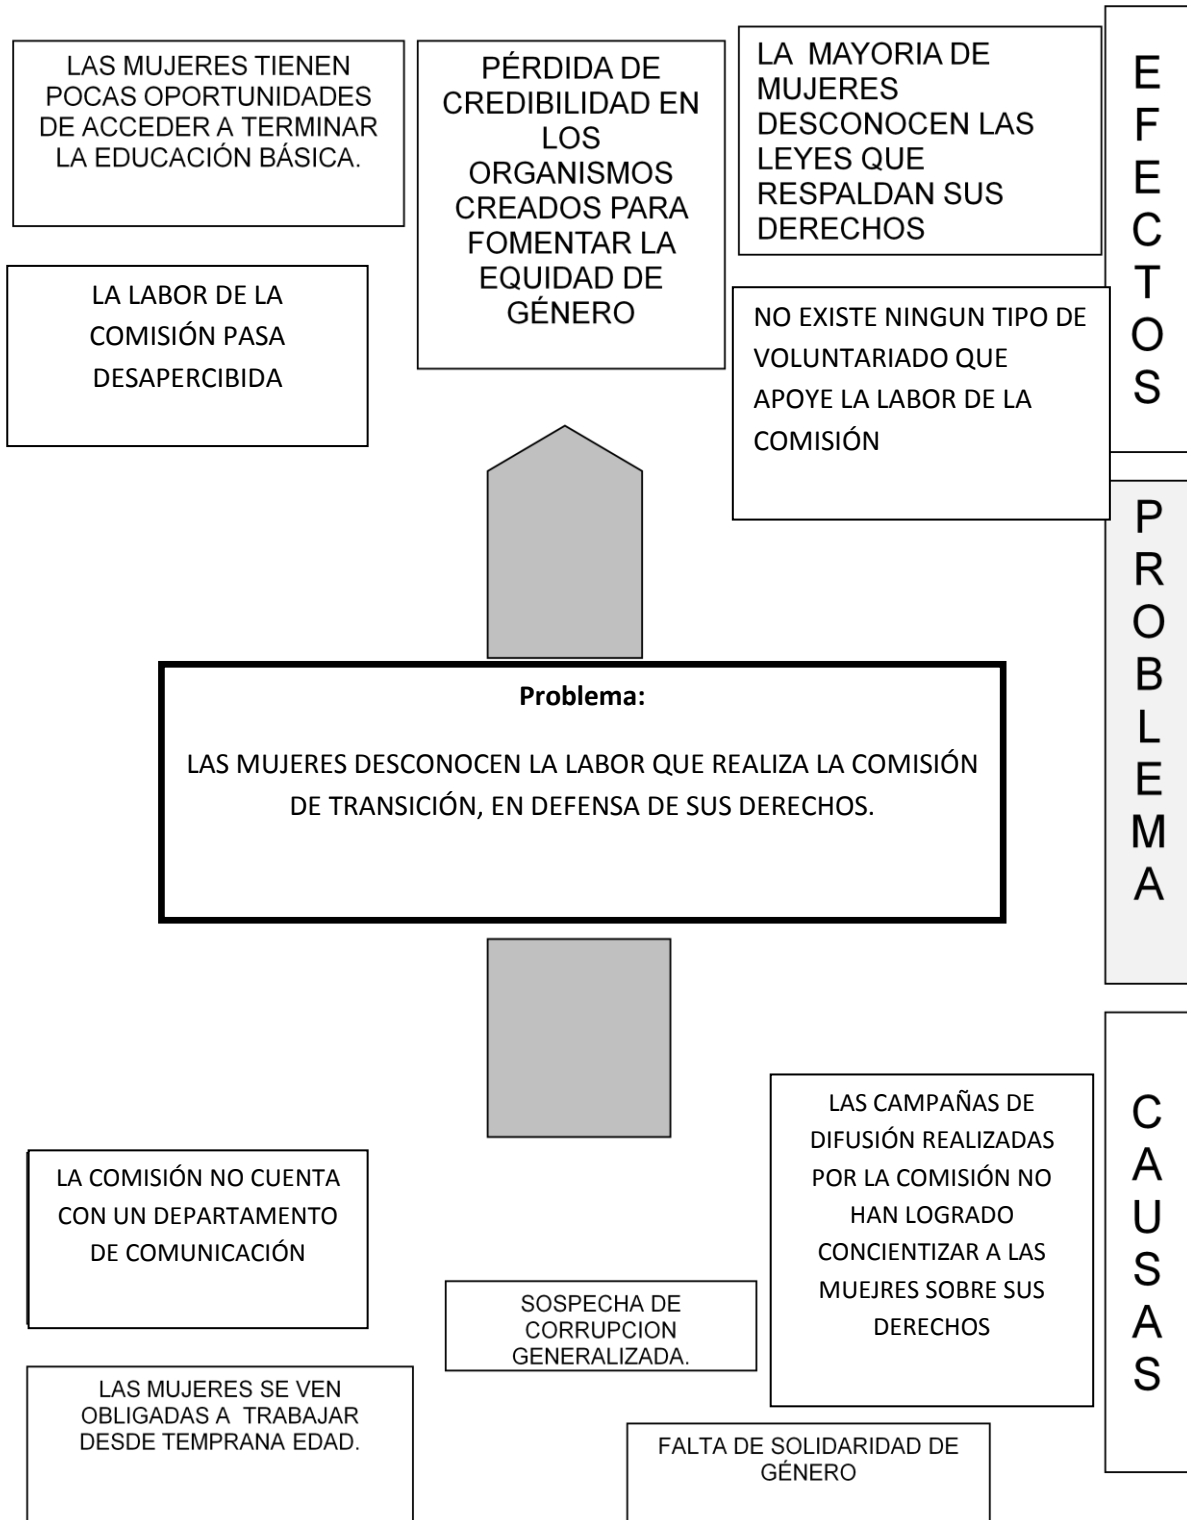 LAS MUJERES TIENEN
POCAS OPORTUNIDADES
DE ACCEDER A TERMINAR
LA EDUCACIÓN BÁSICA.
PÉRDIDA DE
CREDIBILIDAD EN
LOS
ORGANISMOS
CREADOS PARA
FOMENTAR LA
EQUIDAD DE
GÉNERO
LA MAYORIA DE
MUJERES
DESCONOCEN LAS
LEYES QUE
RESPALDAN SUS
DERECHOS
LA LABOR DE LA
COMISIÓN PASA
DESAPERCIBIDA
NO EXISTE NINGUN TIPO DE
VOLUNTARIADO QUE
APOYE LA LABOR DE LA
COMISIÓN
EFECTOS
Problema:
LAS MUJERES DESCONOCEN LA LABOR QUE REALIZA LA COMISIÓN
DE TRANSICIÓN, EN DEFENSA DE SUS DERECHOS.
PROBLEMA
LA COMISIÓN NO CUENTA
CON UN DEPARTAMENTO
DE COMUNICACIÓN
LAS CAMPAÑAS DE
DIFUSIÓN REALIZADAS
POR LA COMISIÓN NO
HAN LOGRADO
CONCIENTIZAR A LAS
MUEJRES SOBRE SUS
DERECHOS
SOSPECHA DE
CORRUPCION
GENERALIZADA.
LAS MUJERES SE VEN
OBLIGADAS A TRABAJAR
DESDE TEMPRANA EDAD.
FALTA DE SOLIDARIDAD DE
GÉNERO
CAUSAS